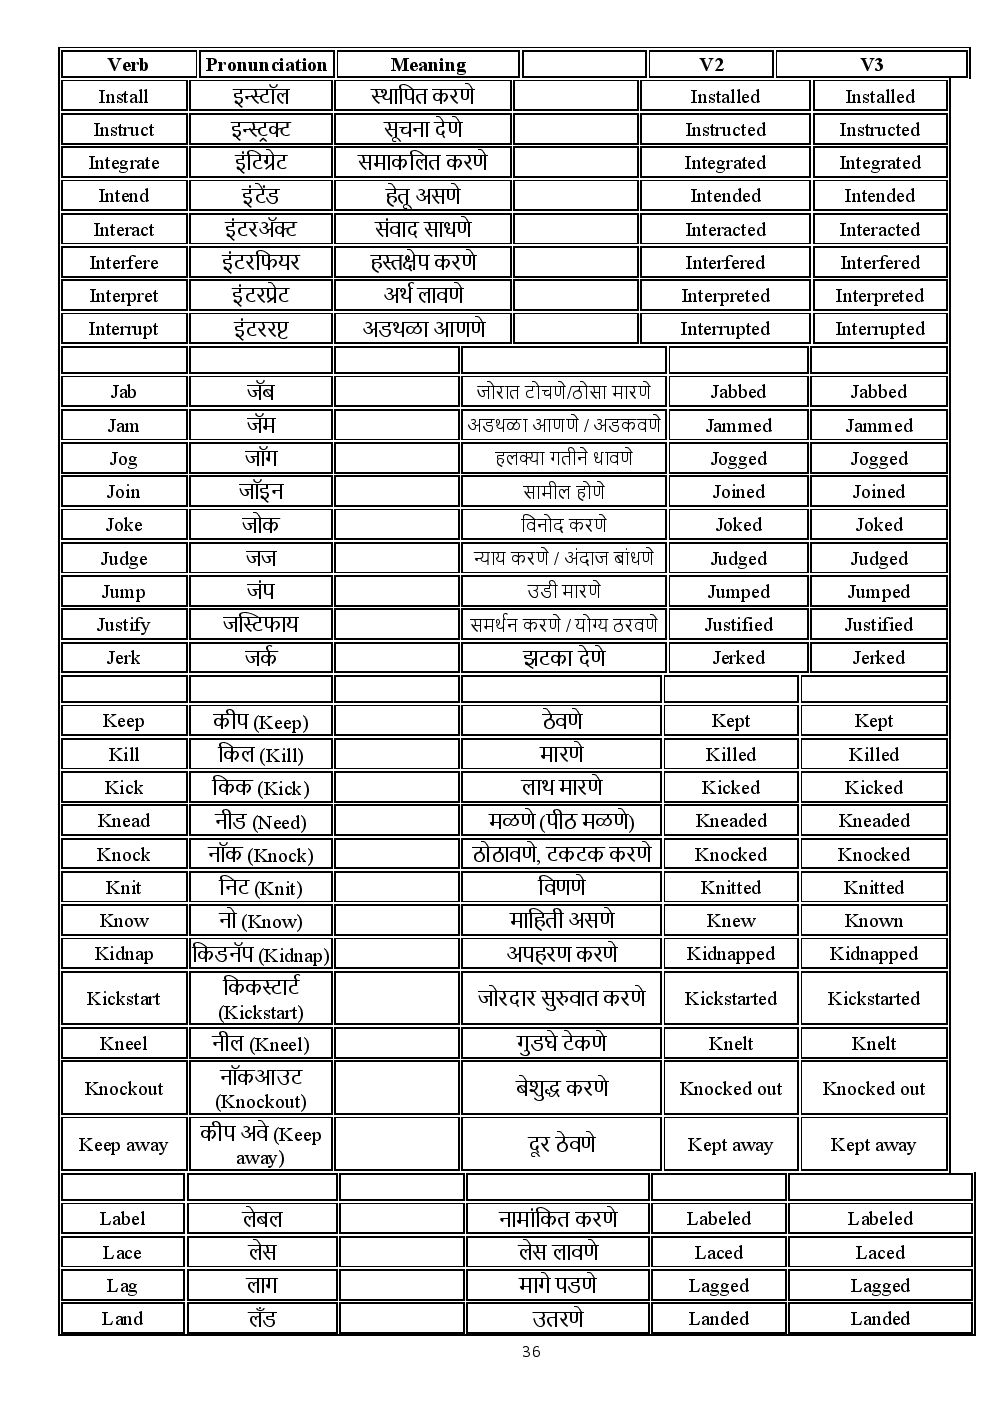 Verb Pronunciation Meaning V2 V3
Install इन्स्टॉल स्थापित करणे Installed Installed
Instruct इन्स्ट्रक्ट सूचना देणे Instructed Instructed
Integrate इंटिग्रेट समाकलित करणे Integrated Integrated
Intend इंटेंड हेतू असणे Intended Intended
Interact इंटरअ‍ॅक्ट संवाद साधणे Interacted Interacted
Interfere इंटरफियर हस्तक्षेप करणे Interfered Interfered
Interpret इंटरप्रेट अर्थ लावणे Interpreted Interpreted
Interrupt इंटररप्ट अडथळा आणणे Interrupted Interrupted
Jab जॅब जोरात टोचणे/ठोसा मारणे Jabbed Jabbed
Jam जॅम अडथळा आणणे / अडकवणे Jammed Jammed
Jog जॉग हलक्या गतीने धावणे Jogged Jogged
Join जॉइन सामील होणे Joined Joined
Joke जोक विनोद करणे Joked Joked
Judge जज न्याय करणे / अंदाज बांधणे Judged Judged
Jump जंप उडी मारणे Jumped Jumped
Justify जस्टिफाय समर्थन करणे / योग्य ठरवणे Justified Justified
Jerk जर्क झटका देणे Jerked Jerked
Keep कीप (Keep) ठेवणे Kept Kept
Kill किल (Kill) मारणे Killed Killed
Kick किक (Kick) लाथ मारणे Kicked Kicked
Knead नीड (Need) मळणे (पीठ मळणे) Kneaded Kneaded
Knock नॉक (Knock) ठोठावणे, टकटक करणे Knocked Knocked
Knit निट (Knit) विणणे Knitted Knitted
Know नो (Know) माहिती असणे Knew Known
Kidnap किडनॅप (Kidnap) अपहरण करणे Kidnapped Kidnapped
Kickstart किकस्टार्ट (Kickstart) जोरदार सुरुवात करणे Kickstarted Kickstarted
Kneel नील (Kneel) गुडघे टेकणे Knelt Knelt
Knockout नॉकआउट (Knockout) बेशुद्ध करणे Knocked out Knocked out
Keep away कीप अवे (Keep away) दूर ठेवणे Kept away Kept away
Label लेबल नामांकित करणे Labeled Labeled
Lace लेस लेस लावणे Laced Laced
Lag लाग मागे पडणे Lagged Lagged
Land लँड उतरणे Landed Landed
36